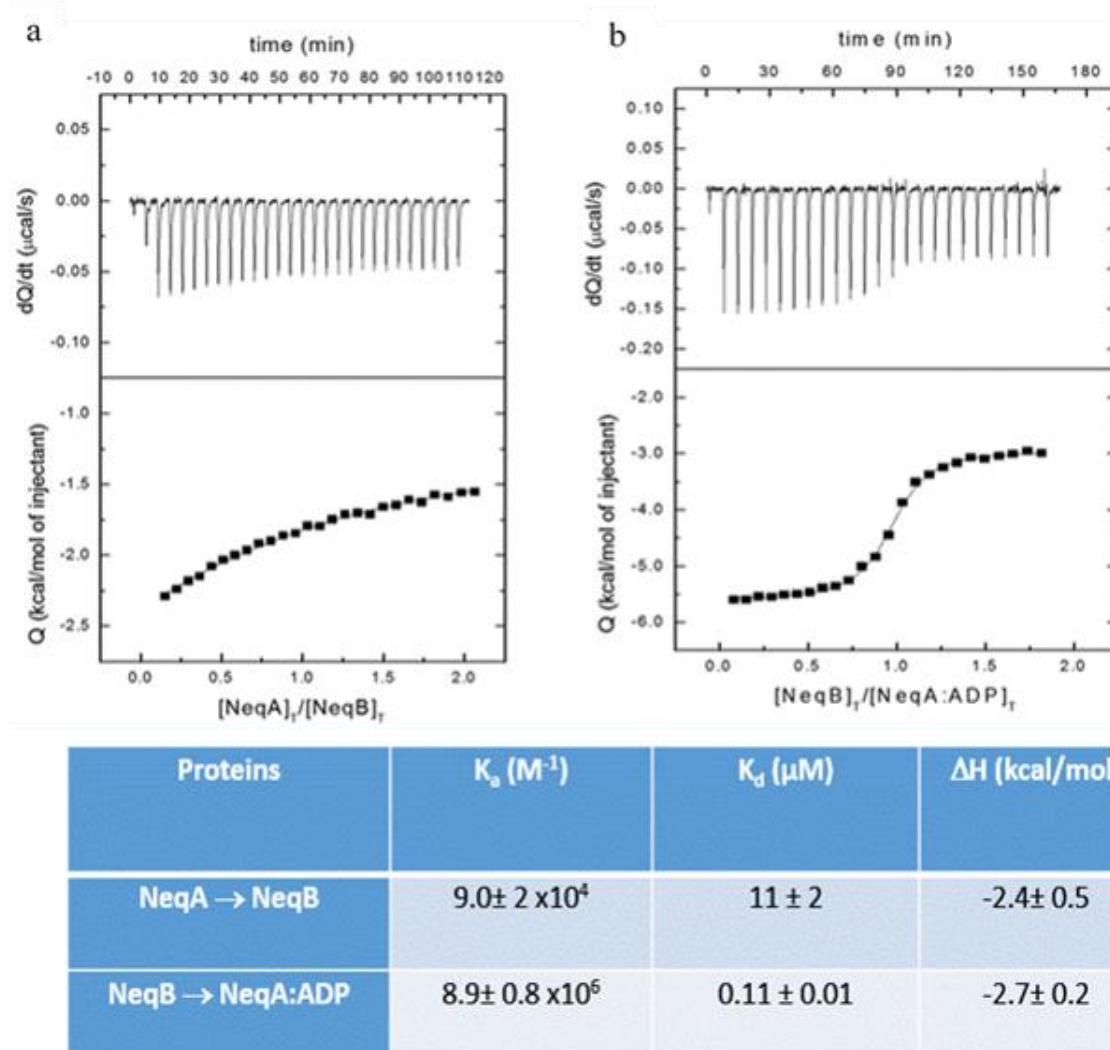 a
time (min)
-10 0 10 20 30 40 50 60 70 80 90 100 110 120
0.05
0.00
-0.05
-0.10
dQ/dt (µcal/s)
-1.0
-1.5
-2.0
-2.5
Q (kcal/mol of injectant)
0.0 0.5 1.0 1.5 2.0
[NeqA]T/[NeqB]T
b
time (min)
0 30 60 90 120 150 180
0.10
0.05
0.00
-0.05
-0.10
-0.15
-0.20
dQ/dt (µcal/s)
-2.0
-3.0
-4.0
-5.0
-6.0
Q (kcal/mol of injectant)
0.0 0.5 1.0 1.5 2.0
[NeqB]T/[NeqA:ADP]T
Proteins Ka (M-1) Kd (µM) ΔH (kcal/mol
NeqA → NeqB 9.0± 2 x10⁴ 11 ± 2 -2.4± 0.5
NeqB → NeqA:ADP 8.9± 0.8 x10⁶ 0.11 ± 0.01 -2.7± 0.2